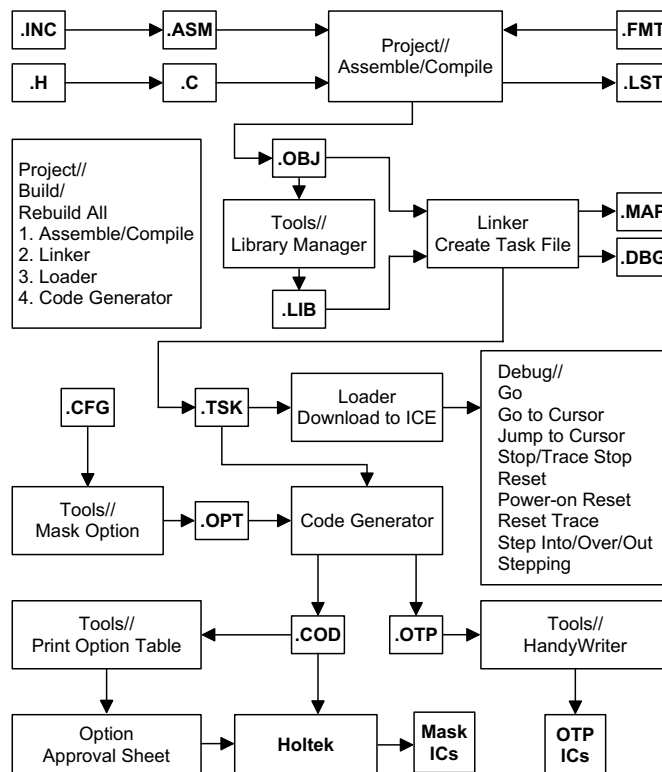 .INC
.ASM
Project//
Assemble/Compile
.FMT
.H
.C
.LST
Project//
Build/
Rebuild All
1. Assemble/Compile
2. Linker
3. Loader
4. Code Generator
.OBJ
Tools//
Library Manager
.LIB
Linker
Create Task File
.MAP
.DBG
.CFG
.TSK
Loader
Download to ICE
Debug//
Go
Go to Cursor
Jump to Cursor
Stop/Trace Stop
Reset
Power-on Reset
Reset Trace
Step Into/Over/Out
Stepping
Tools//
Mask Option
.OPT
Code Generator
Tools//
Print Option Table
.COD
.OTP
Tools//
HandyWriter
Option
Approval Sheet
Holtek
Mask
ICs
OTP
ICs